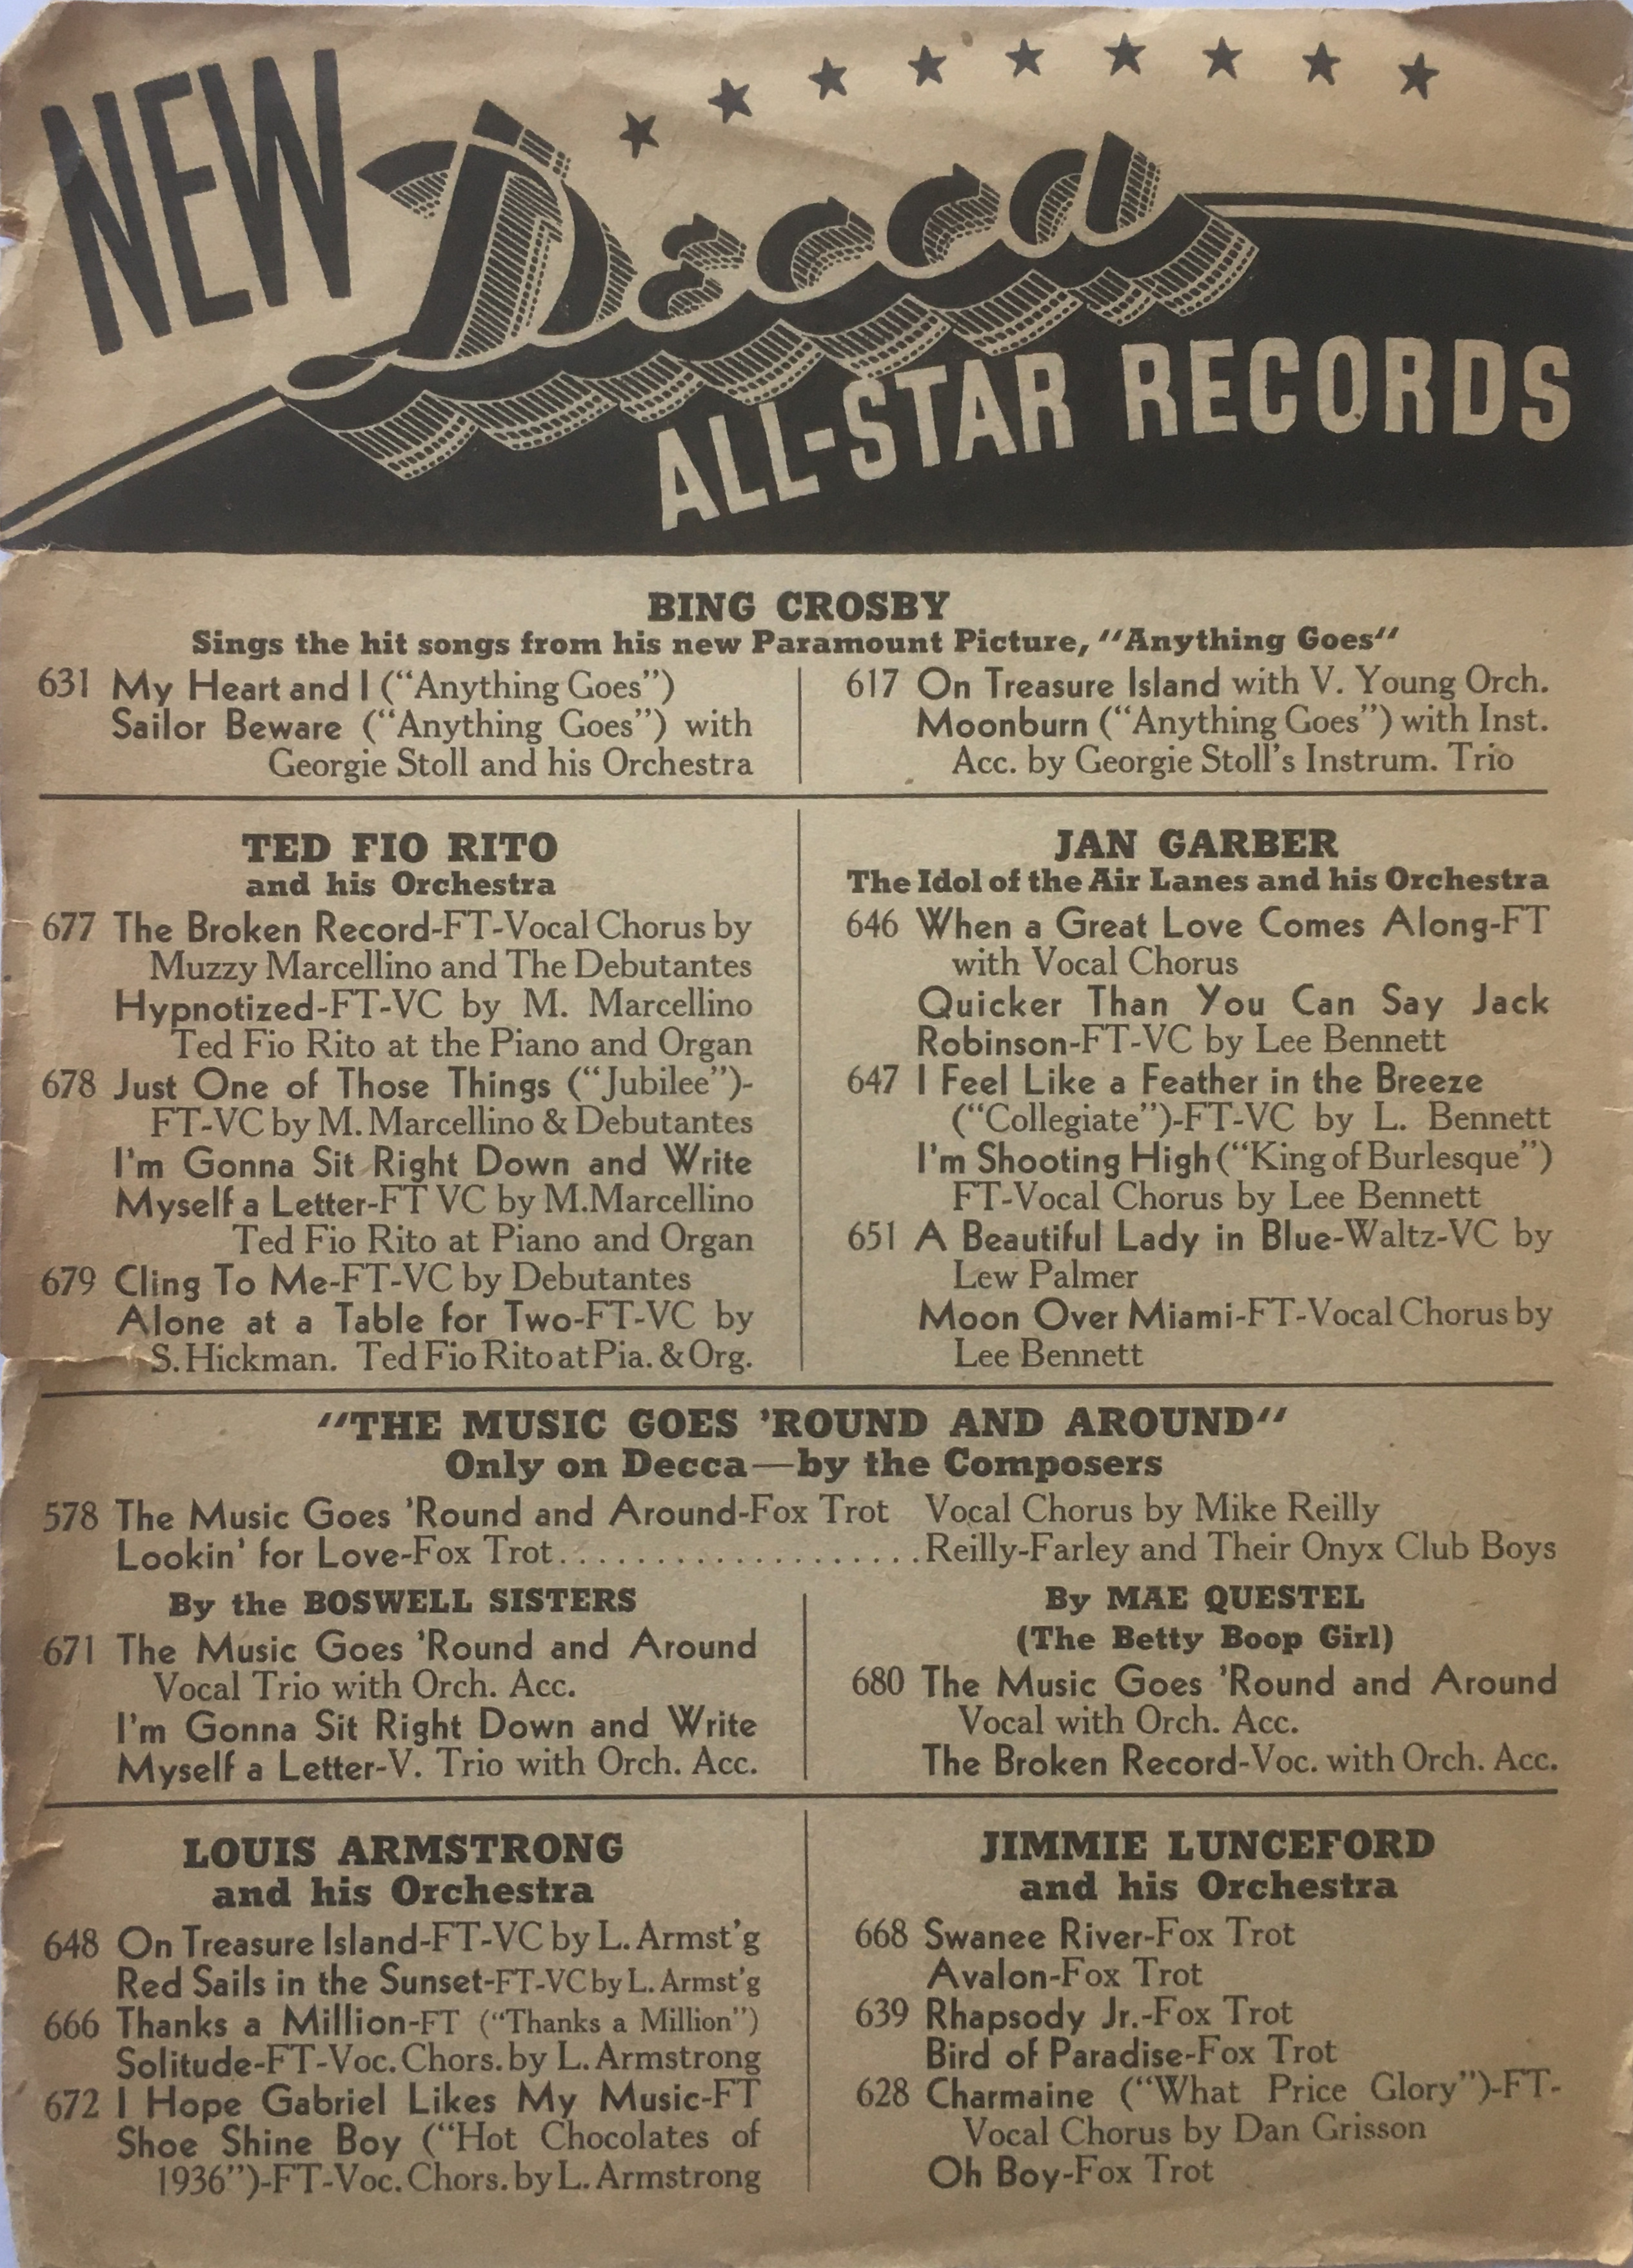 NEW Decca
ALL-STAR RECORDS
BING CROSBY
Sings the hit songs from his new Paramount Picture, "Anything Goes"
631 My Heart and I ("Anything Goes")
Sailor Beware ("Anything Goes") with
Georgie Stoll and his Orchestra
617 On Treasure Island with V. Young Orch.
Moonburn ("Anything Goes") with Inst.
Acc. by Georgie Stoll's Instrum. Trio
TED FIO RITO
and his Orchestra
677 The Broken Record-FT-Vocal Chorus by
Muzzy Marcellino and The Debutantes
Hypnotized-FT-VC by M. Marcellino
Ted Fio Rito at the Piano and Organ
678 Just One of Those Things ("Jubilee")-
FT-VC by M. Marcellino & Debutantes
I'm Gonna Sit Right Down and Write
Myself a Letter-FT VC by M.Marcellino
Ted Fio Rito at Piano and Organ
679 Cling To Me-FT-VC by Debutantes
Alone at a Table for Two-FT-VC by
S. Hickman. Ted Fio Rito at Pia. & Org.
JAN GARBER
The Idol of the Air Lanes and his Orchestra
646 When a Great Love Comes Along-FT
with Vocal Chorus
Quicker Than You Can Say Jack
Robinson-FT-VC by Lee Bennett
647 I Feel Like a Feather in the Breeze
("Collegiate")-FT-VC by L. Bennett
I'm Shooting High ("King of Burlesque")
FT-Vocal Chorus by Lee Bennett
651 A Beautiful Lady in Blue-Waltz-VC by
Lew Palmer
Moon Over Miami-FT-Vocal Chorus by
Lee Bennett
"THE MUSIC GOES 'ROUND AND AROUND"
Only on Decca—by the Composers
578 The Music Goes 'Round and Around-Fox Trot Vocal Chorus by Mike Reilly
Lookin' for Love-Fox Trot...................Reilly-Farley and Their Onyx Club Boys
By the BOSWELL SISTERS
671 The Music Goes 'Round and Around
Vocal Trio with Orch. Acc.
I'm Gonna Sit Right Down and Write
Myself a Letter-V. Trio with Orch. Acc.
By MAE QUESTEL
(The Betty Boop Girl)
680 The Music Goes 'Round and Around
Vocal with Orch. Acc.
The Broken Record-Voc. with Orch. Acc.
LOUIS ARMSTRONG
and his Orchestra
648 On Treasure Island-FT-VC by L. Armst'g
Red Sails in the Sunset-FT-VC by L. Armst'g
666 Thanks a Million-FT ("Thanks a Million")
Solitude-FT-Voc. Chors. by L. Armstrong
672 I Hope Gabriel Likes My Music-FT
Shoe Shine Boy ("Hot Chocolates of
1936")-FT-Voc. Chors. by L. Armstrong
JIMMIE LUNCEFORD
and his Orchestra
668 Swanee River-Fox Trot
Avalon-Fox Trot
639 Rhapsody Jr.-Fox Trot
Bird of Paradise-Fox Trot
628 Charmaine ("What Price Glory")-FT-
Vocal Chorus by Dan Grisson
Oh Boy-Fox Trot